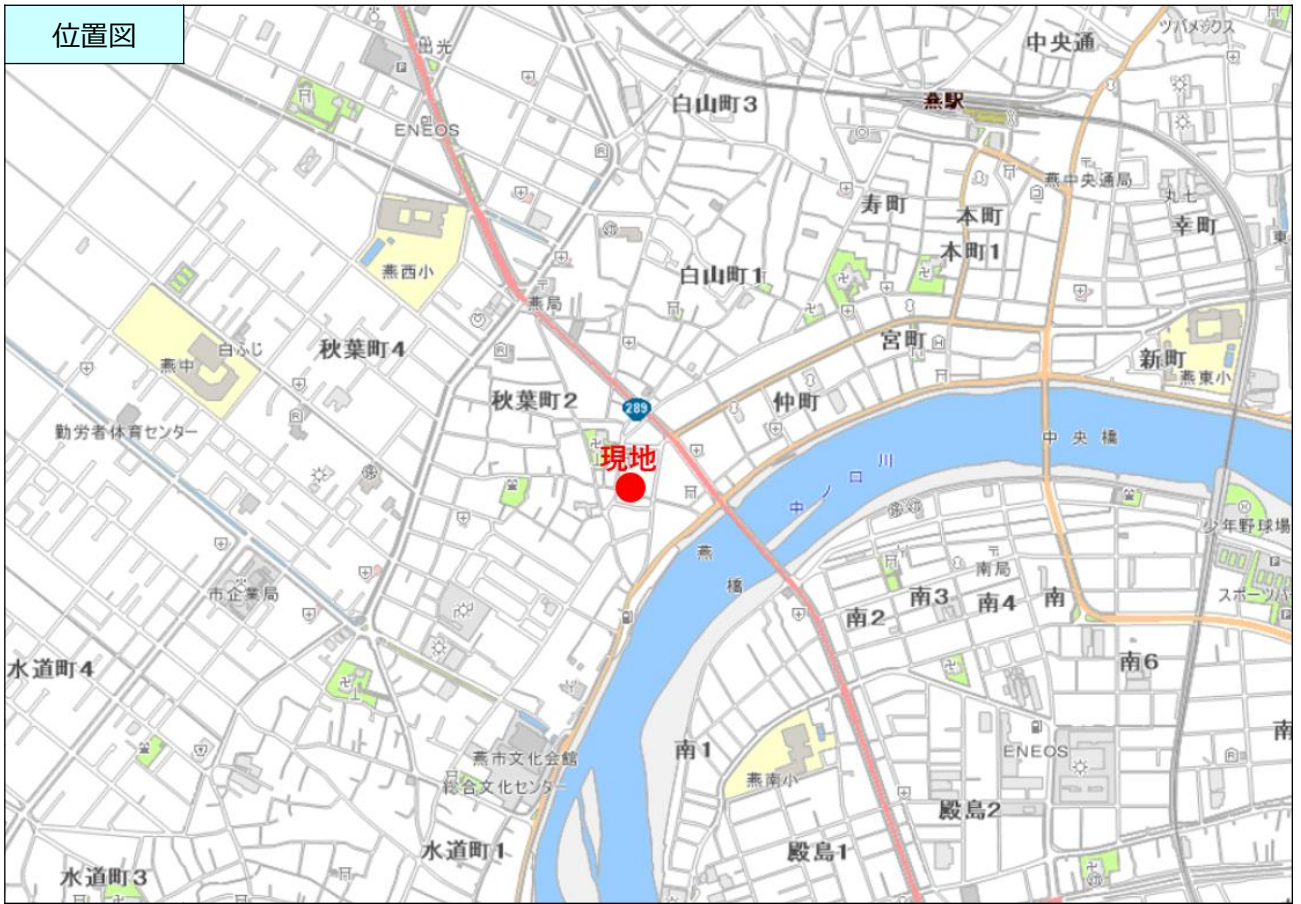 位置図
出光
ツバメックス
中央通
燕駅
白山町3
ENEOS
燕中央通局
丸七
寿町
本町
幸町
本町1
東
燕西小
白山町1
燕局
宮町
白ふじ
秋葉町4
燕中
新町
燕東小
秋葉町2
仲町
289
勤労者体育センター
中央橋
現地
川
口
ノ
中
少年野球場
燕
橋
南局
市企業局
南2
南3
南4
南
スポーツパ
水道町4
南6
南
南1
ENEOS
燕市文化会館
総合文化センター
燕南小
殿島2
水道町1
殿島1
水道町3